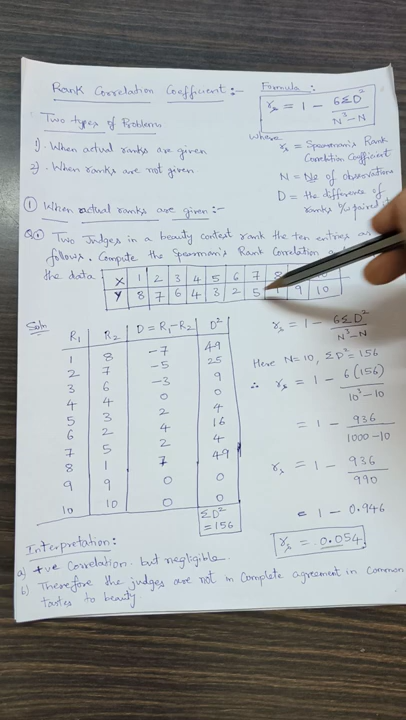 Rank Correlation Coefficient :-
Formula :
rₛ = 1 - 6ΣD² / N³-N
Two types of Problems
1). When actual ranks are given
2). When ranks are not given
where
rₛ = Spearman's Rank
Correlation Coefficient
N = No of observations
D = the difference of
ranks b/w paired
① When actual ranks are given :-
Q① Two Judges in a beauty contest rank the ten entries as
follows. Compute the Spearman's Rank Correlation
the data
X 1 2 3 4 5 6 7 8 10
Y 8 7 6 4 3 2 5 1 9 10
Soln
R₁ R₂ D = R₁-R₂ D²
1 8 -7 49
2 7 -5 25
3 6 -3 9
4 4 0 0
5 3 2 4
6 2 4 16
7 5 2 4
8 1 7 49
9 9 0 0
10 10 0 0
ΣD²
= 156
rₛ = 1 - 6ΣD² / N³-N
Here N=10, ΣD²=156
∴ rₛ = 1 - 6(156) / 10³-10
= 1 - 936 / 1000-10
rₛ = 1 - 936 / 990
= 1 - 0.946
rₛ = 0.054
Interpretation :
a) +ve Correlation but negligible.
b) Therefore the judges are not in complete agreement in common
tastes to beauty